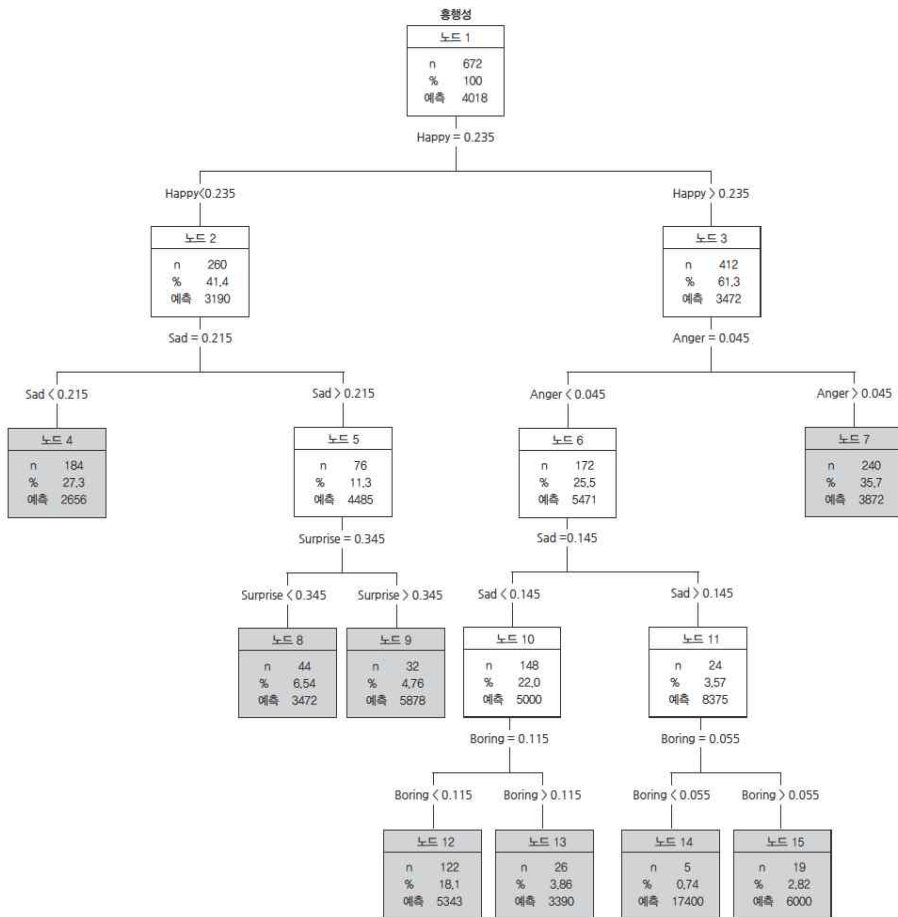 흥행성
노드 1
n 672
% 100
예측 4018
Happy = 0.235
Happy<0.235
Happy > 0.235
노드 2
n 260
% 41.4
예측 3190
노드 3
n 412
% 61.3
예측 3472
Sad = 0.215
Anger = 0.045
Sad < 0.215
Sad > 0.215
Anger < 0.045
Anger > 0.045
노드 4
n 184
% 27.3
예측 2656
노드 5
n 76
% 11.3
예측 4485
노드 6
n 172
% 25.5
예측 5471
노드 7
n 240
% 35.7
예측 3872
Surprise = 0.345
Sad =0.145
Surprise < 0.345
Surprise > 0.345
Sad < 0.145
Sad > 0.145
노드 8
n 44
% 6.54
예측 3472
노드 9
n 32
% 4.76
예측 5878
노드 10
n 148
% 22.0
예측 5000
노드 11
n 24
% 3.57
예측 8375
Boring = 0.115
Boring = 0.055
Boring < 0.115
Boring > 0.115
Boring < 0.055
Boring > 0.055
노드 12
n 122
% 18.1
예측 5343
노드 13
n 26
% 3.86
예측 3390
노드 14
n 5
% 0.74
예측 17400
노드 15
n 19
% 2.82
예측 6000